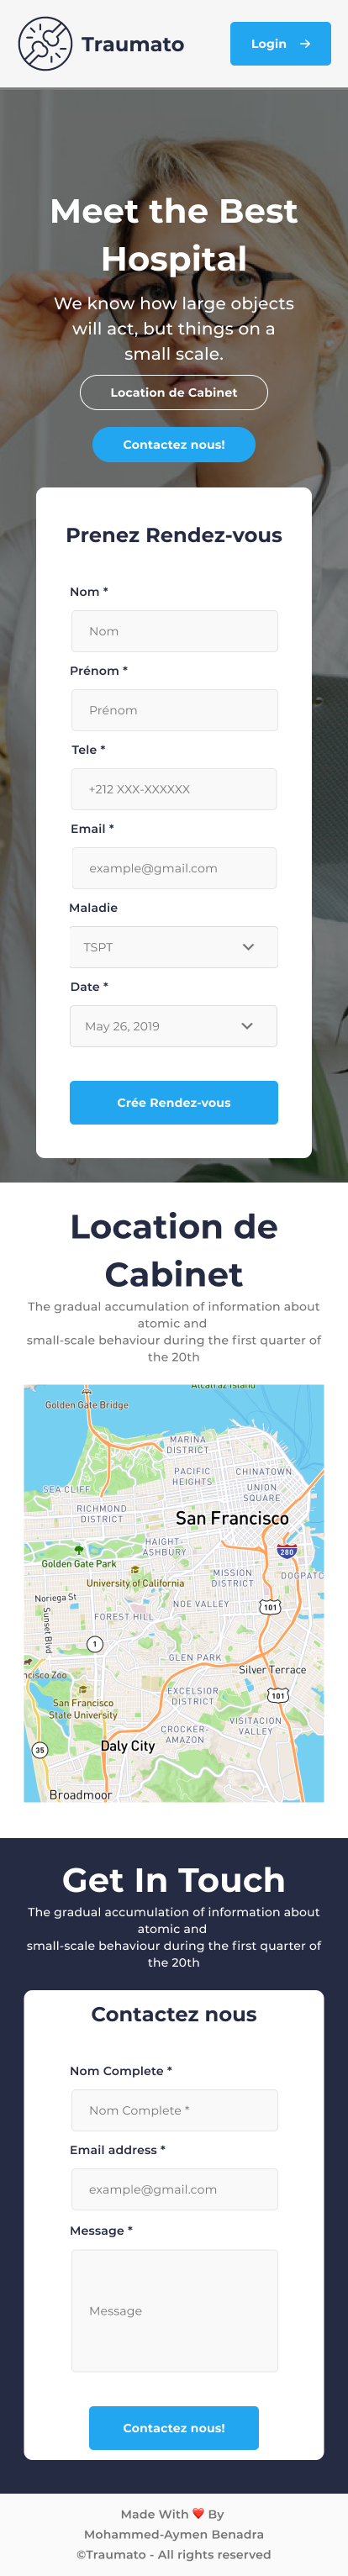 Traumato
Login
Meet the Best
Hospital
We know how large objects
will act, but things on a
small scale.
Location de Cabinet
Contactez nous!
Prenez Rendez-vous
Nom *
Nom
Prénom *
Prénom
Tele *
+212 XXX-XXXXXX
Email *
example@gmail.com
Maladie
TSPT
Date *
May 26, 2019
Crée Rendez-vous
Location de
Cabinet
The gradual accumulation of information about
atomic and
small-scale behaviour during the first quarter of
the 20th
Alcatraz Island
Golden Gate Bridge
MARINA
DISTRICT
PACIFIC
HEIGHTS
CHINATOWN
UNION
SQUARE
SEA CLIFF
RICHMOND
DISTRICT
San Francisco
HAIGHT-
ASHBURY
280
Golden Gate Park
MISSION
DISTRICT
DOGPATC
University of California
Noriega St
NOE VALLEY
101
FOREST HILL
Sunset Blvd
1
GLEN PARK
Silver Terrace
ncisco Zoo
EXCELSIOR
DISTRICT
101
San Francisco
State University
VISITACION
VALLEY
CROCKER-
AMAZON
35
Daly City
Broadmoor
Get In Touch
The gradual accumulation of information about
atomic and
small-scale behaviour during the first quarter of
the 20th
Contactez nous
Nom Complete *
Nom Complete *
Email address *
example@gmail.com
Message *
Message
Contactez nous!
Made With ❤️ By
Mohammed-Aymen Benadra
©Traumato - All rights reserved